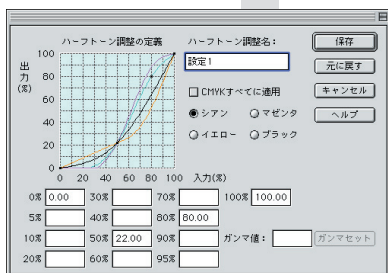 ハーフトーン調整の定義
ハーフトーン調整名：
保存
設定1
元に戻す
出力(%)
100
80
60
40
20
0
CMYKすべてに適用
キャンセル
シアン
マゼンタ
ヘルプ
イエロー
ブラック
0 20 40 60 80 100 入力(%)
0% 0.00 30% 70% 100% 100.00
5% 40% 80% 80.00
10% 50% 22.00 90% ガンマ値： ガンマセット
20% 60% 95%